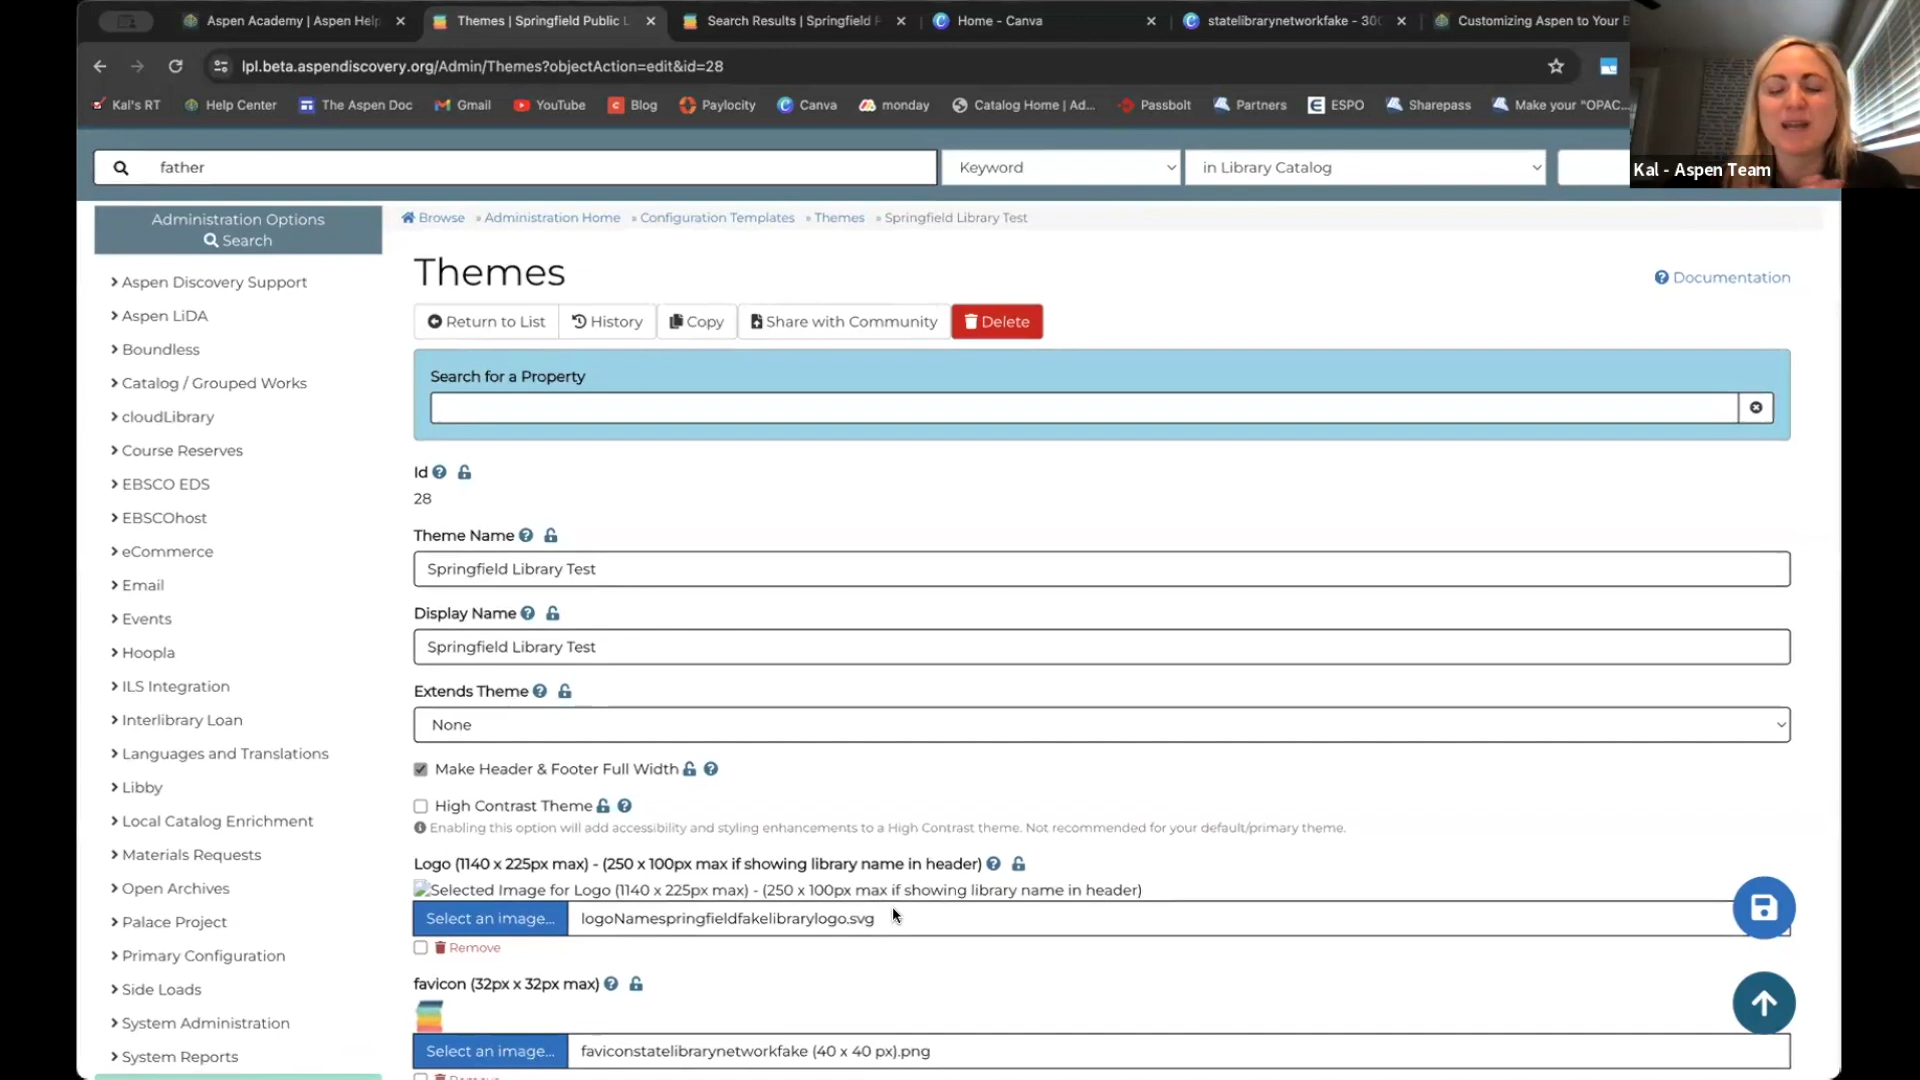 Aspen Academy | Aspen Help
Themes | Springfield Public L
Search Results | Springfield P
Home - Canva
statelibrarynetworkfake - 300
Customizing Aspen to Your B
lpl.beta.aspendiscovery.org/Admin/Themes?objectAction=edit&id=28
Kal's RT
Help Center
The Aspen Doc
Gmail
YouTube
Blog
Paylocity
Canva
monday
Catalog Home | Ad...
Passbolt
Partners
ESPO
Sharepass
Make your "OPAC...
Kal - Aspen Team
father
Keyword
in Library Catalog
Administration Options
Search
Aspen Discovery Support
Aspen LiDA
Boundless
Catalog / Grouped Works
cloudLibrary
Course Reserves
EBSCO EDS
EBSCOhost
eCommerce
Email
Events
Hoopla
ILS Integration
Interlibrary Loan
Languages and Translations
Libby
Local Catalog Enrichment
Materials Requests
Open Archives
Palace Project
Primary Configuration
Side Loads
System Administration
System Reports
Browse » Administration Home » Configuration Templates » Themes » Springfield Library Test
Themes
Documentation
Return to List
History
Copy
Share with Community
Delete
Search for a Property
Id
28
Theme Name
Springfield Library Test
Display Name
Springfield Library Test
Extends Theme
None
Make Header & Footer Full Width
High Contrast Theme
Enabling this option will add accessibility and styling enhancements to a High Contrast theme. Not recommended for your default/primary theme.
Logo (1140 x 225px max) - (250 x 100px max if showing library name in header)
Selected Image for Logo (1140 x 225px max) - (250 x 100px max if showing library name in header)
Select an image... logoNamespringfieldfakelibrarylogo.svg
Remove
favicon (32px x 32px max)
Select an image... faviconstatelibrarynetworkfake (40 x 40 px).png